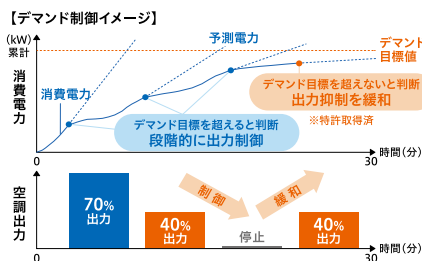 【デマンド制御イメージ】
(kW)
累計
予測電力
デマンド
目標値
消費電力
消費電力
デマンド目標を超えないと判断
出力抑制を緩和
※特許取得済
デマンド目標を超えると判断
段階的に出力制御
0
30
時間(分)
空調出力
70%
出力
制御
緩和
40%
出力
停止
40%
出力
0
30
時間(分)